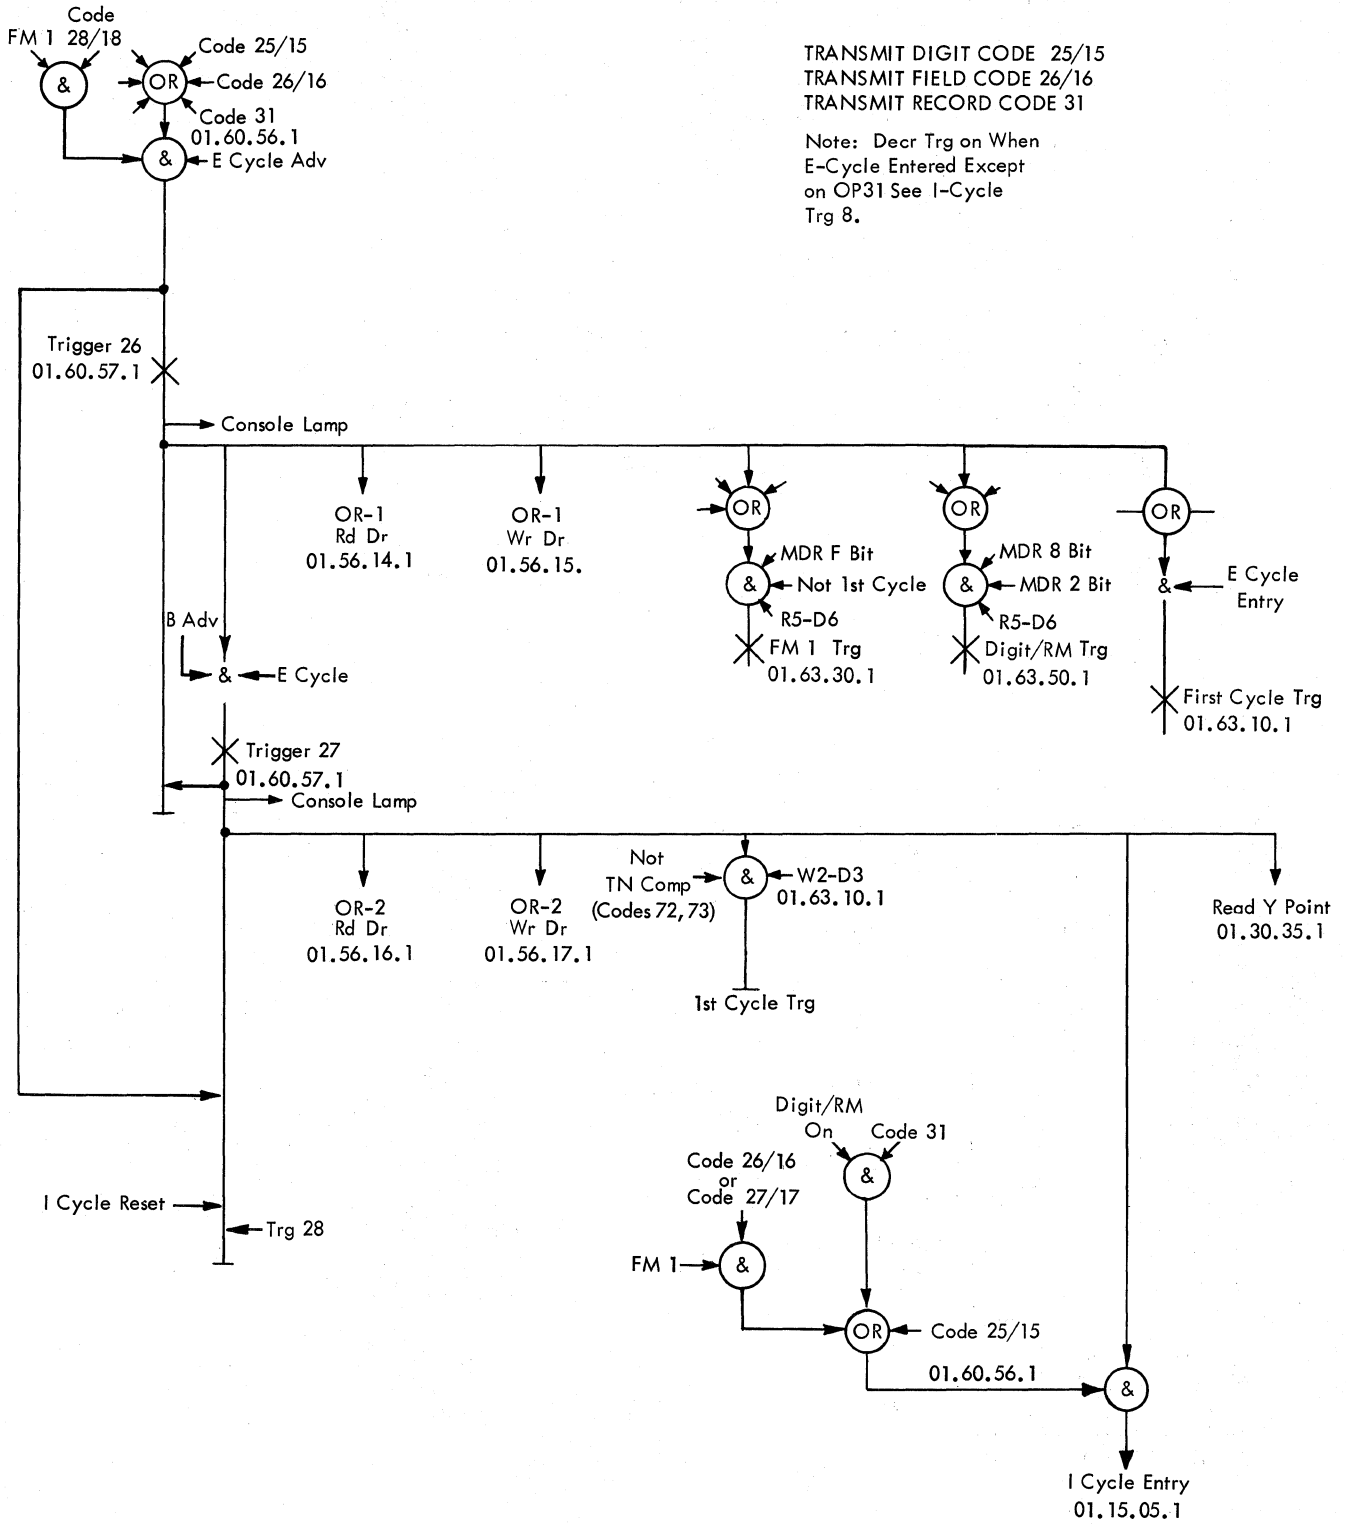 Code
FM 1 28/18
&
OR
Code 25/15
Code 26/16
Code 31
01.60.56.1
&
E Cycle Adv
TRANSMIT DIGIT CODE 25/15
TRANSMIT FIELD CODE 26/16
TRANSMIT RECORD CODE 31
Note: Decr Trg on When
E-Cycle Entered Except
on OP31 See I-Cycle
Trg 8.
Trigger 26
01.60.57.1
Console Lamp
OR-1
Rd Dr
01.56.14.1
OR-1
Wr Dr
01.56.15.
OR
MDR F Bit
&
Not 1st Cycle
R5-D6
FM 1 Trg
01.63.30.1
OR
MDR 8 Bit
&
MDR 2 Bit
R5-D6
Digit/RM Trg
01.63.50.1
OR
&
E Cycle
Entry
First Cycle Trg
01.63.10.1
B Adv
&
E Cycle
Trigger 27
01.60.57.1
Console Lamp
OR-2
Rd Dr
01.56.16.1
OR-2
Wr Dr
01.56.17.1
Not
TN Comp
(Codes 72,73)
&
W2-D3
01.63.10.1
1st Cycle Trg
Read Y Point
01.30.35.1
I Cycle Reset
Trg 28
Digit/RM
On
Code 31
&
Code 26/16
or
Code 27/17
FM 1
&
OR
Code 25/15
01.60.56.1
&
I Cycle Entry
01.15.05.1